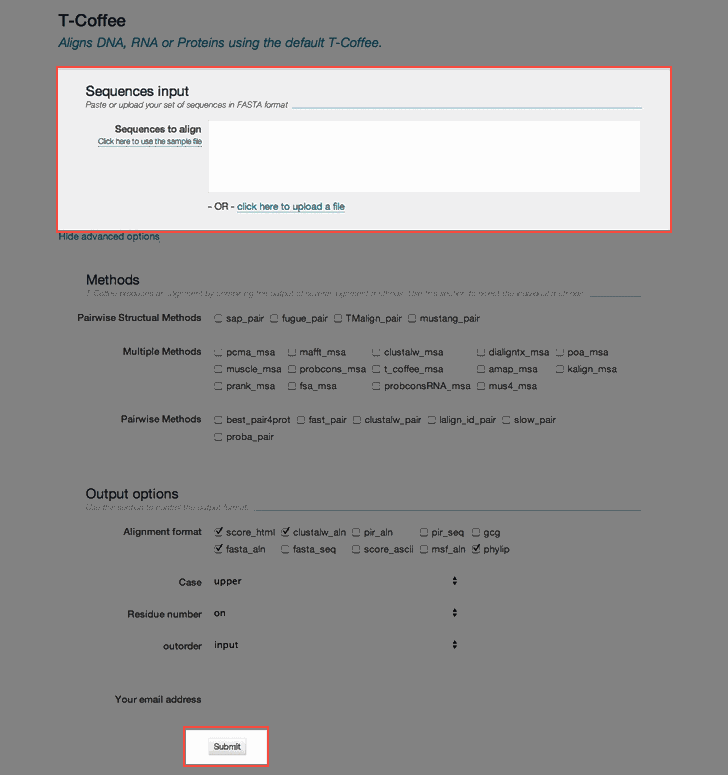 T-Coffee
Aligns DNA, RNA or Proteins using the default T-Coffee.
Sequences input
Paste or upload your set of sequences in FASTA format
Sequences to align
Click here to use the sample file
- OR - click here to upload a file
Hide advanced options
Methods
Pairwise Structual Methods sap_pair fugue_pair TMalign_pair mustang_pair
Multiple Methods pcma_msa mafft_msa clustalw_msa dialigntx_msa poa_msa
muscle_msa probcons_msa t_coffee_msa amap_msa kalign_msa
prank_msa fsa_msa probconsRNA_msa mus4_msa
Pairwise Methods best_pair4prot fast_pair clustalw_pair lalign_id_pair slow_pair
proba_pair
Output options
Alignment format score_html clustalw_aln pir_aln pir_seq gcg
fasta_aln fasta_seq score_ascii msf_aln phylip
Case upper
Residue number on
outorder input
Your email address
Submit